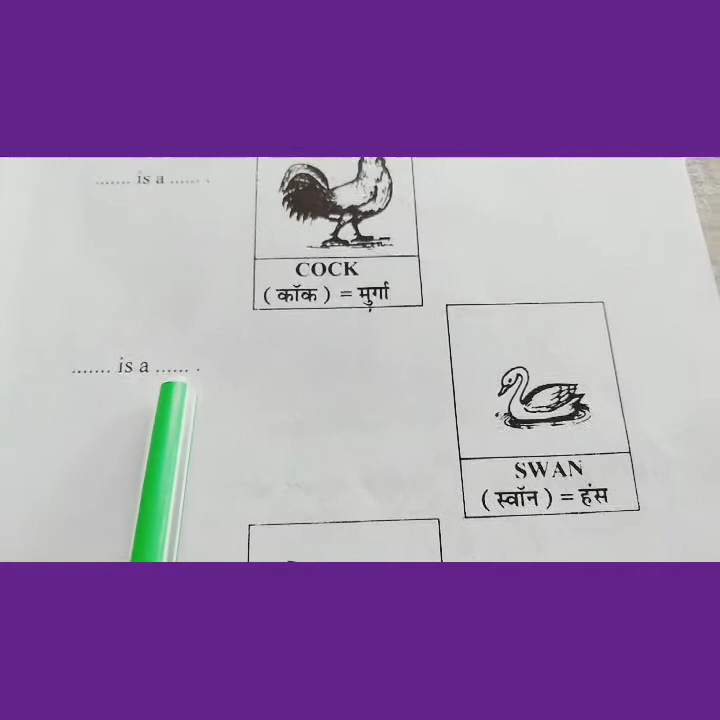 ....... is a ...... .
COCK
( कॉक ) = मुर्गा
....... is a ...... .
SWAN
( स्वॉन ) = हंस